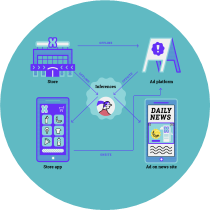 Store
Ad platform
Inferences
DAILY
NEWS
Store app
Ad on news site